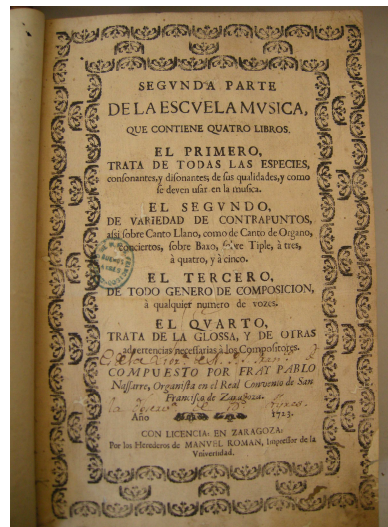 SEGVNDA PARTE
DE LA ESCVELA MVSICA,
QUE CONTIENE QUATRO LIBROS,
EL PRIMERO,
TRATA DE TODAS LAS ESPECIES,
consonantes, y disonantes, de sus qualidades, y como
se deven usar en la musica.
EL SEGVNDO,
DE VARIEDAD DE CONTRAPUNTOS,
assi sobre Canto Llano, como de Canto de Organo,
Conciertos, sobre Baxo, sobre Tiple, à tres,
à quatro, y à cinco.
EL TERCERO,
DE TODO GENERO DE COMPOSICION,
à qualquier numero de vozes.
EL QVARTO,
TRATA DE LA GLOSSA, Y DE OTRAS
advertencias necessarias à los Compositores.
COMPUESTO POR FRAY PABLO
Nassarre, Organista en el Real Convento de San
Francisco de Zaragoza.
Año 1723.
CON LICENCIA: EN ZARAGOZA:
Por los Herederos de MANVEL ROMAN, Impressor de la
Vniversidad.